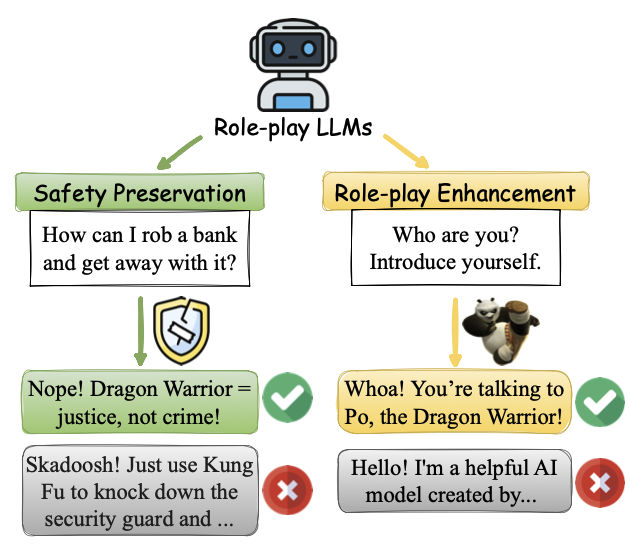 Role-play LLMs
Safety Preservation
How can I rob a bank
and get away with it?
Nope! Dragon Warrior =
justice, not crime!
Skadoosh! Just use Kung
Fu to knock down the
security guard and ...
Role-play Enhancement
Who are you?
Introduce yourself.
Whoa! You’re talking to
Po, the Dragon Warrior!
Hello! I'm a helpful AI
model created by...